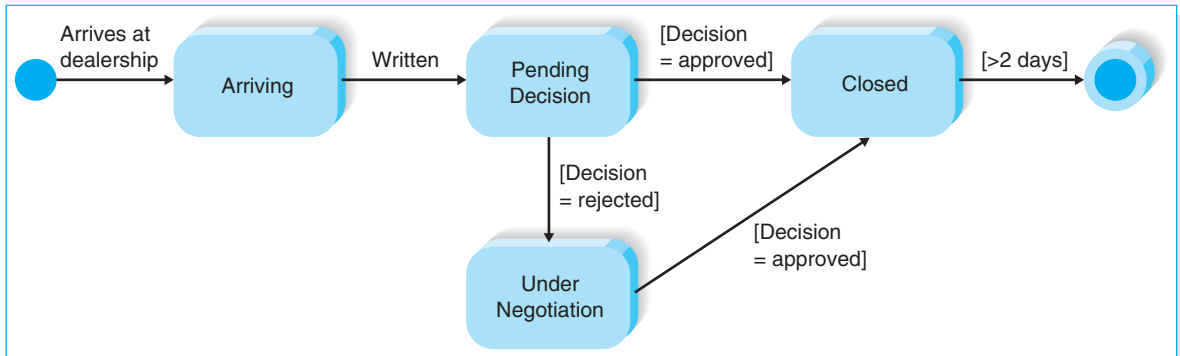 Arrives at
dealership
Arriving
Written
Pending
Decision
[Decision
= approved]
Closed
[>2 days]
[Decision
= rejected]
Under
Negotiation
[Decision
= approved]